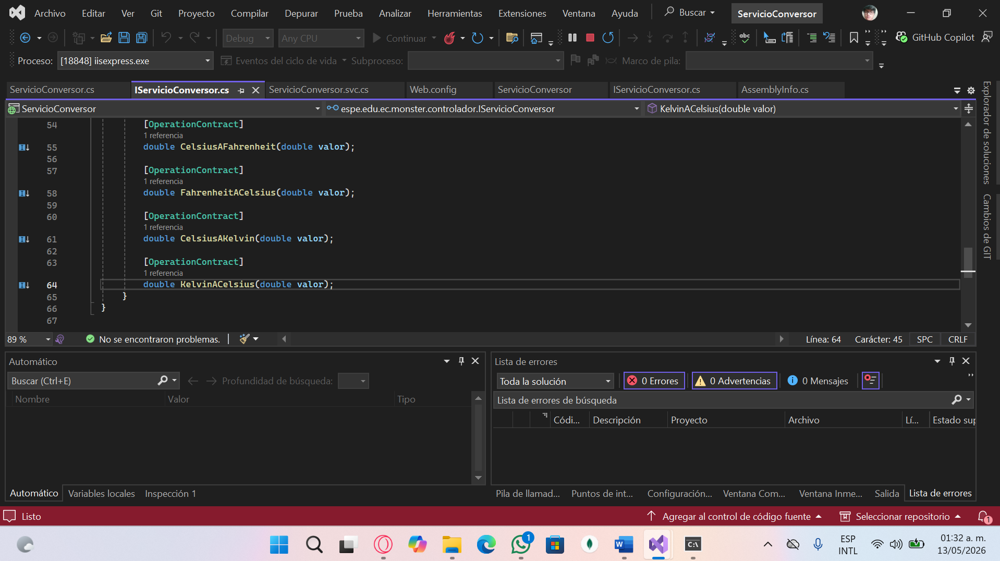 Archivo Editar Ver Git Proyecto Compilar Depurar Prueba Analizar Herramientas Extensiones Ventana Ayuda Buscar ServicioConversor
Debug Any CPU Continuar abc GitHub Copilot
Proceso: [18848] iisexpress.exe Eventos del ciclo de vida Subproceso: Marco de pila:
ServicioConversor.cs IServicioConversor.cs ServicioConversor.svc.cs Web.config ServicioConversor IServicioConversor.cs AssemblyInfo.cs
ServicioConversor espe.edu.ec.monster.controlador.IServicioConversor KelvinACelsius(double valor)
54 [OperationContract]
1 referencia
55 double CelsiusAFahrenheit(double valor);
56
57 [OperationContract]
1 referencia
58 double FahrenheitACelsius(double valor);
59
60 [OperationContract]
1 referencia
61 double CelsiusAKelvin(double valor);
62
63 [OperationContract]
1 referencia
64 double KelvinACelsius(double valor);
65 }
66 }
67
Explorador de soluciones
Cambios de GIT
89 % No se encontraron problemas. Línea: 64 Carácter: 45 SPC CRLF
Automático
Buscar (Ctrl+E) Profundidad de búsqueda:
Nombre Valor Tipo
Automático Variables locales Inspección 1
Lista de errores
Toda la solución 0 Errores 0 Advertencias 0 Mensajes
Lista de errores de búsqueda
Códi... Descripción Proyecto Archivo Lí... Estado sup
Pila de llamad... Puntos de int... Configuración... Ventana Com... Ventana Inme... Salida Lista de errores
Listo Agregar al control de código fuente Seleccionar repositorio 1
1 W C:\ ESP INTL 01:32 a. m.
13/05/2026